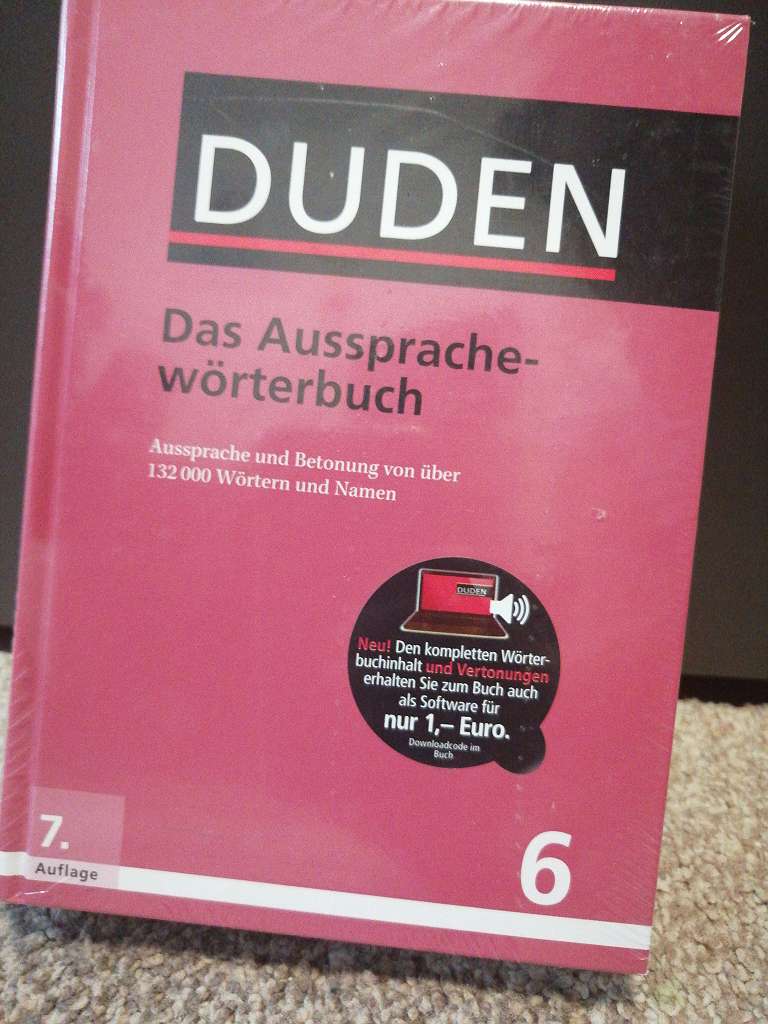 DUDEN
Das Aussprache-
wörterbuch
Aussprache und Betonung von über
132 000 Wörtern und Namen
DUDEN
Neu! Den kompletten Wörter-
buchinhalt und Vertonungen
erhalten Sie zum Buch auch
als Software für
nur 1,– Euro.
Downloadcode im
Buch
7.
Auflage
6